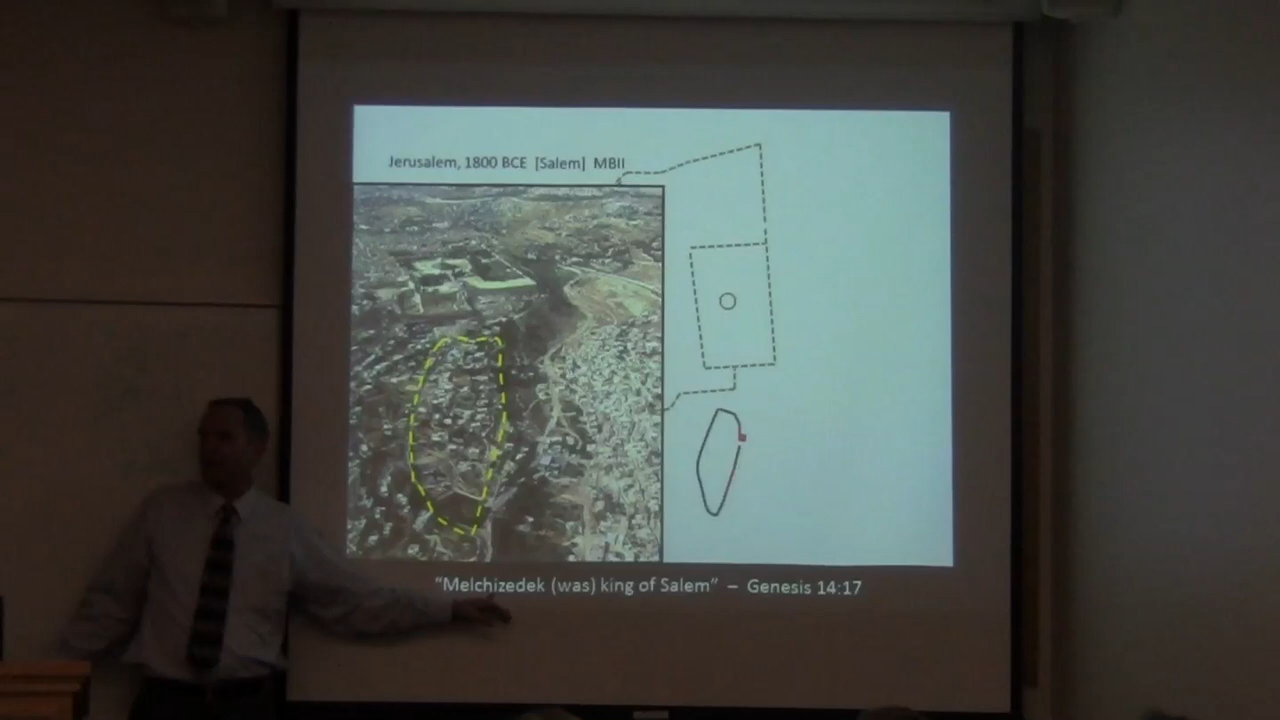 Jerusalem, 1800 BCE [Salem] MBII
"Melchizedek (was) king of Salem" – Genesis 14:17